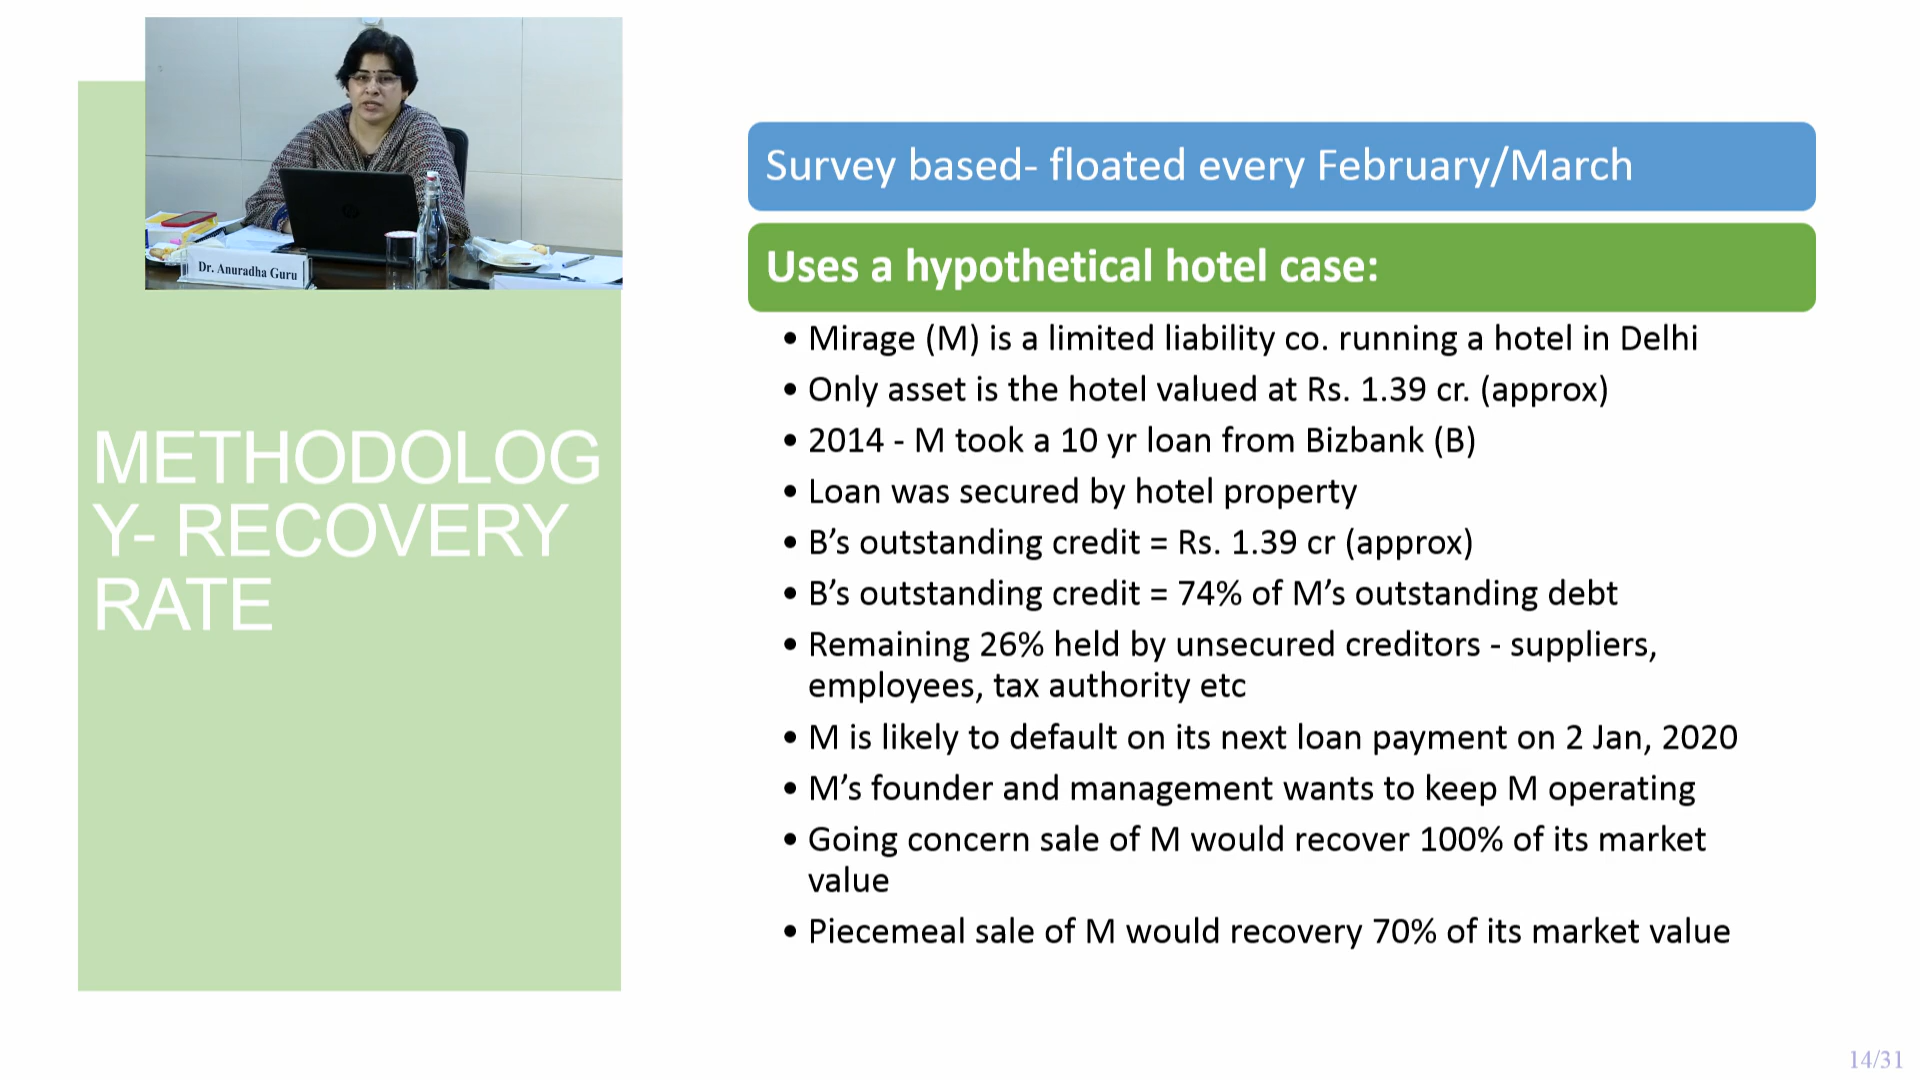 Dr. Anuradha Guru
METHODOLOG
Y- RECOVERY
RATE
Survey based- floated every February/March
Uses a hypothetical hotel case:
• Mirage (M) is a limited liability co. running a hotel in Delhi
• Only asset is the hotel valued at Rs. 1.39 cr. (approx)
• 2014 - M took a 10 yr loan from Bizbank (B)
• Loan was secured by hotel property
• B’s outstanding credit = Rs. 1.39 cr (approx)
• B’s outstanding credit = 74% of M’s outstanding debt
• Remaining 26% held by unsecured creditors - suppliers,
employees, tax authority etc
• M is likely to default on its next loan payment on 2 Jan, 2020
• M’s founder and management wants to keep M operating
• Going concern sale of M would recover 100% of its market
value
• Piecemeal sale of M would recovery 70% of its market value
14/31